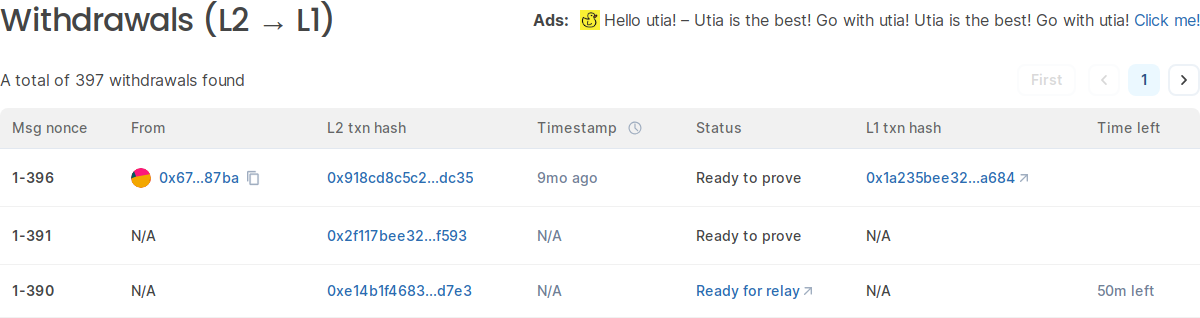 Withdrawals (L2 → L1)
Ads: Hello utia! – Utia is the best! Go with utia! Utia is the best! Go with utia! Click me!
A total of 397 withdrawals found
First 1
Msg nonce From L2 txn hash Timestamp Status L1 txn hash Time left
1-396 0x67...87ba 0x918cd8c5c2...dc35 9mo ago Ready to prove 0x1a235bee32...a684
1-391 N/A 0x2f117bee32...f593 N/A Ready to prove N/A
1-390 N/A 0xe14b1f4683...d7e3 N/A Ready for relay N/A 50m left